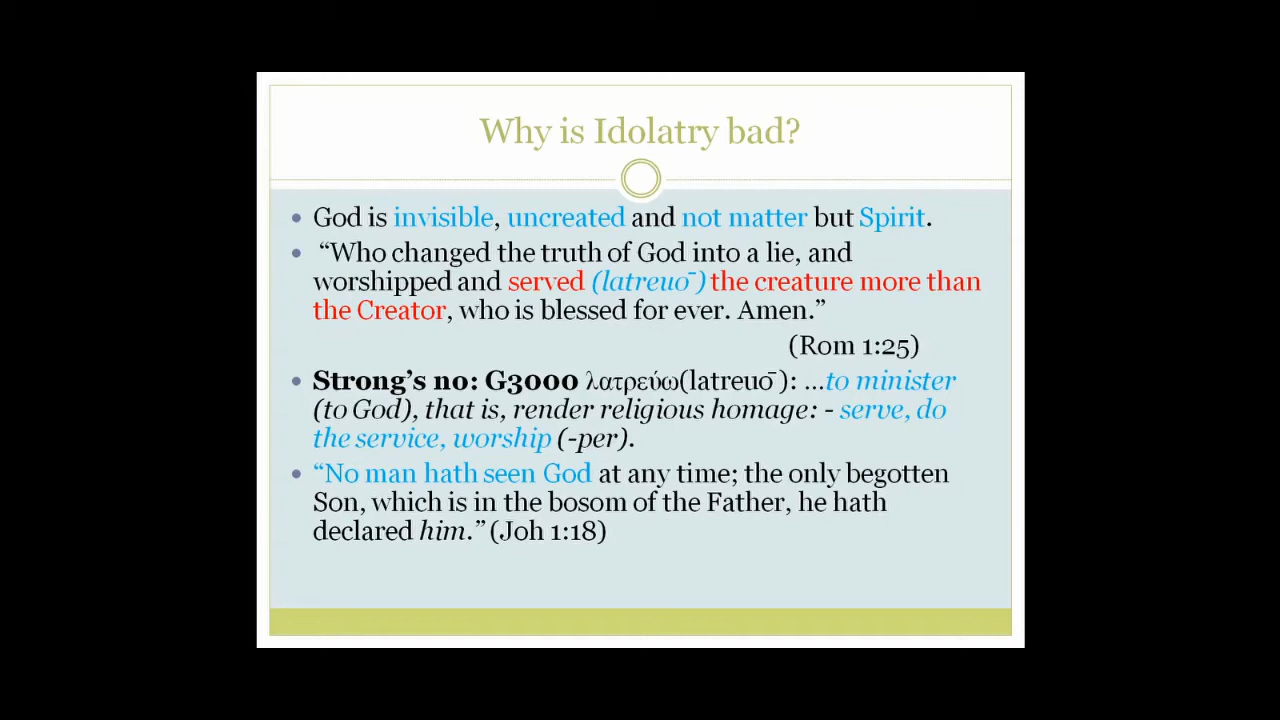 Why is Idolatry bad?
• God is invisible, uncreated and not matter but Spirit.
• “Who changed the truth of God into a lie, and
worshipped and served (latreuō) the creature more than
the Creator, who is blessed for ever. Amen.”
(Rom 1:25)
• Strong’s no: G3000 λατρεύω(latreuō): …to minister
(to God), that is, render religious homage: - serve, do
the service, worship (-per).
• “No man hath seen God at any time; the only begotten
Son, which is in the bosom of the Father, he hath
declared him.” (Joh 1:18)